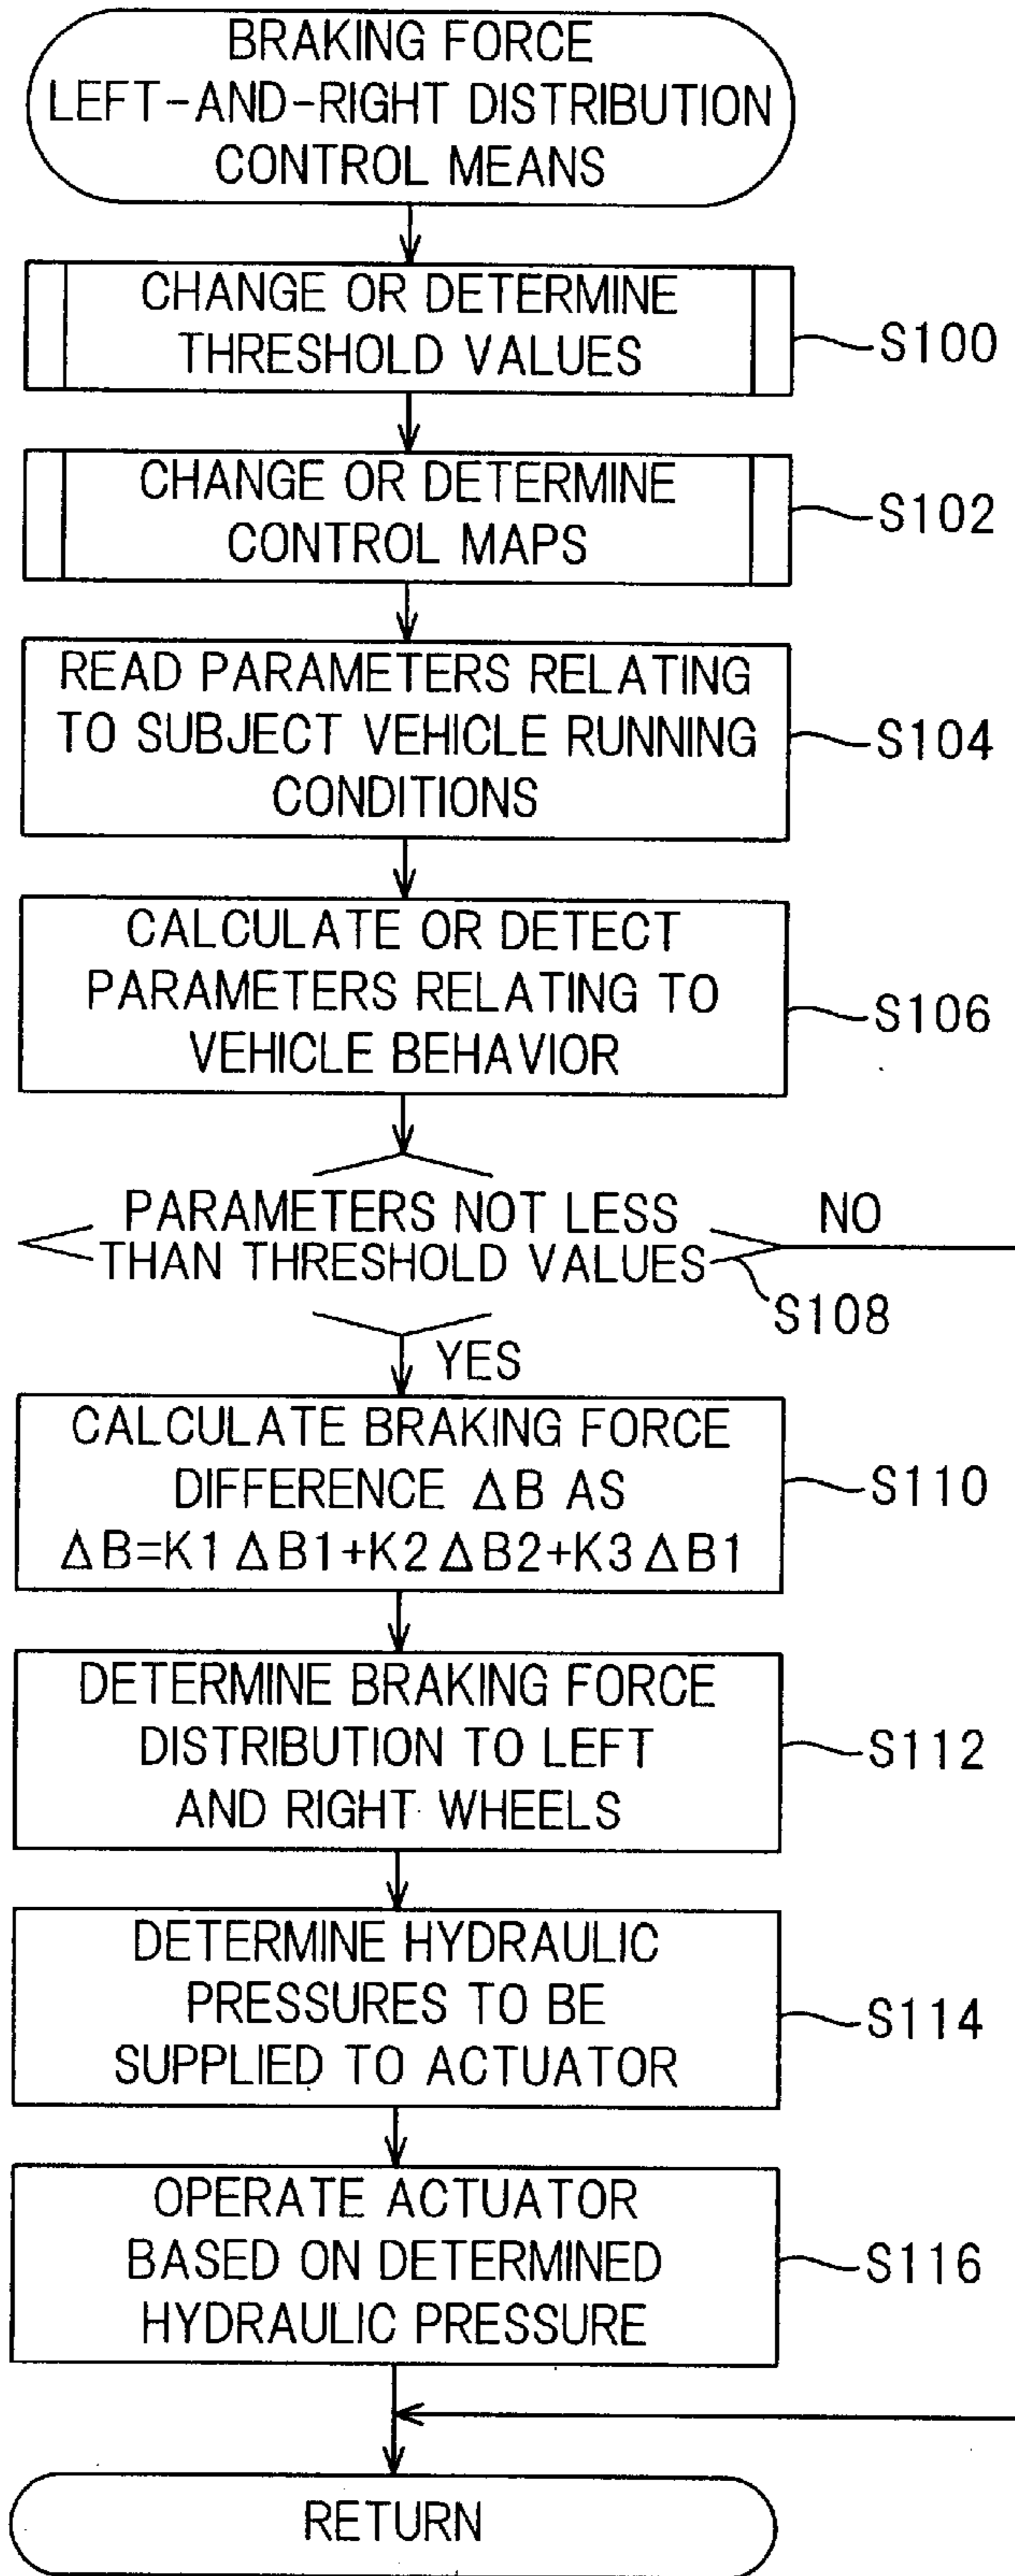 BRAKING FORCE
LEFT-AND-RIGHT DISTRIBUTION
CONTROL MEANS
CHANGE OR DETERMINE
THRESHOLD VALUES
S100
CHANGE OR DETERMINE
CONTROL MAPS
S102
READ PARAMETERS RELATING
TO SUBJECT VEHICLE RUNNING
CONDITIONS
S104
CALCULATE OR DETECT
PARAMETERS RELATING TO
VEHICLE BEHAVIOR
S106
PARAMETERS NOT LESS
THAN THRESHOLD VALUES
NO
S108
YES
CALCULATE BRAKING FORCE
DIFFERENCE ΔB AS
ΔB=K1ΔB1+K2ΔB2+K3ΔB1
S110
DETERMINE BRAKING FORCE
DISTRIBUTION TO LEFT
AND RIGHT WHEELS
S112
DETERMINE HYDRAULIC
PRESSURES TO BE
SUPPLIED TO ACTUATOR
S114
OPERATE ACTUATOR
BASED ON DETERMINED
HYDRAULIC PRESSURE
S116
RETURN